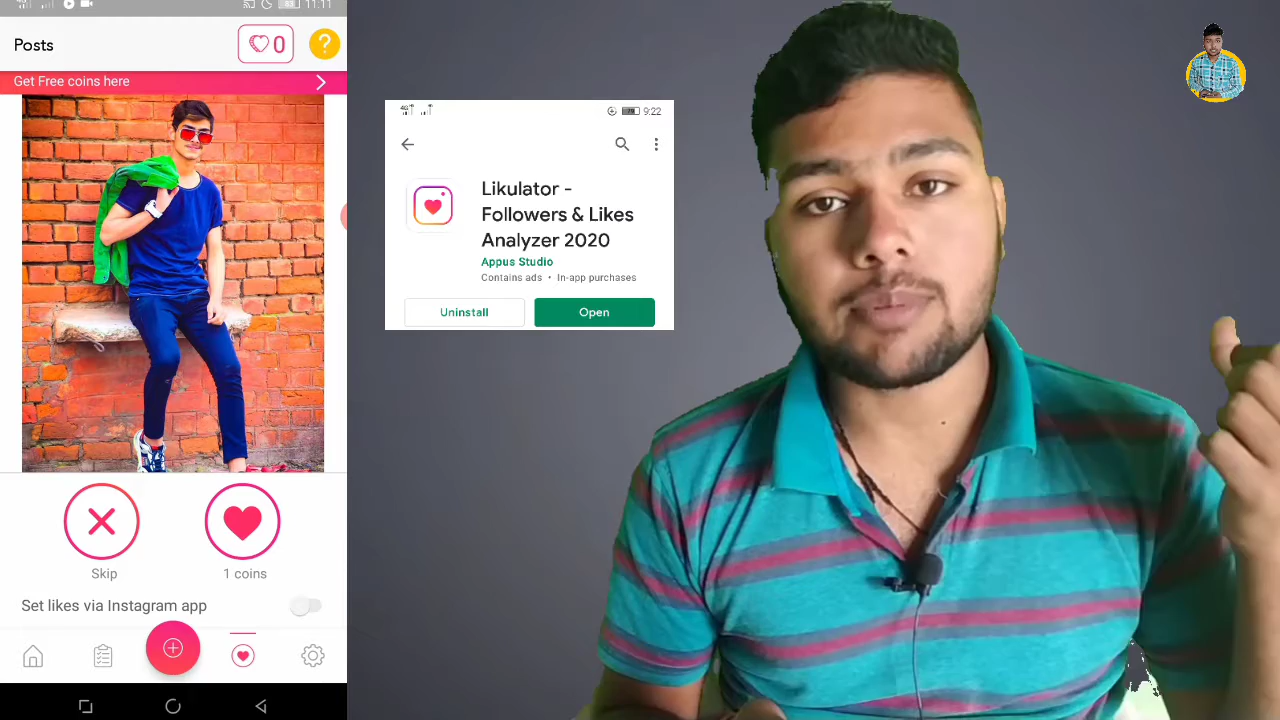 11:11
Posts
0
?
Get Free coins here
Skip
1 coins
Set likes via Instagram app
9:22
Likulator -
Followers & Likes
Analyzer 2020
Appus Studio
Contains ads • In-app purchases
Uninstall
Open